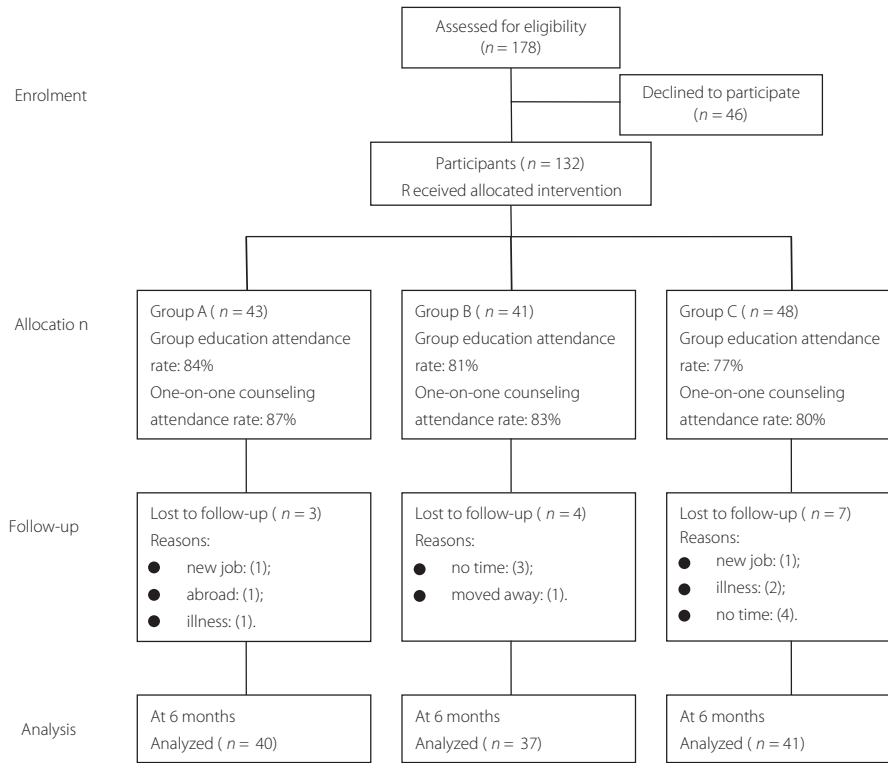 Assessed for eligibility
(n = 178)
Enrolment
Declined to participate
(n = 46)
Participants ( n = 132)
R eceived allocated intervention
Allocatio n
Group A ( n = 43)
Group education attendance
rate: 84%
One-on-one counseling
attendance rate: 87%
Group B ( n = 41)
Group education attendance
rate: 81%
One-on-one counseling
attendance rate: 83%
Group C ( n = 48)
Group education attendance
rate: 77%
One-on-one counseling
attendance rate: 80%
Follow-up
Lost to follow-up ( n = 3)
Reasons:
● new job: (1);
● abroad: (1);
● illness: (1).
Lost to follow-up ( n = 4)
Reasons:
● no time: (3);
● moved away: (1).
Lost to follow-up ( n = 7)
Reasons:
● new job: (1);
● illness: (2);
● no time: (4).
Analysis
At 6 months
Analyzed ( n = 40)
At 6 months
Analyzed ( n = 37)
At 6 months
Analyzed ( n = 41)